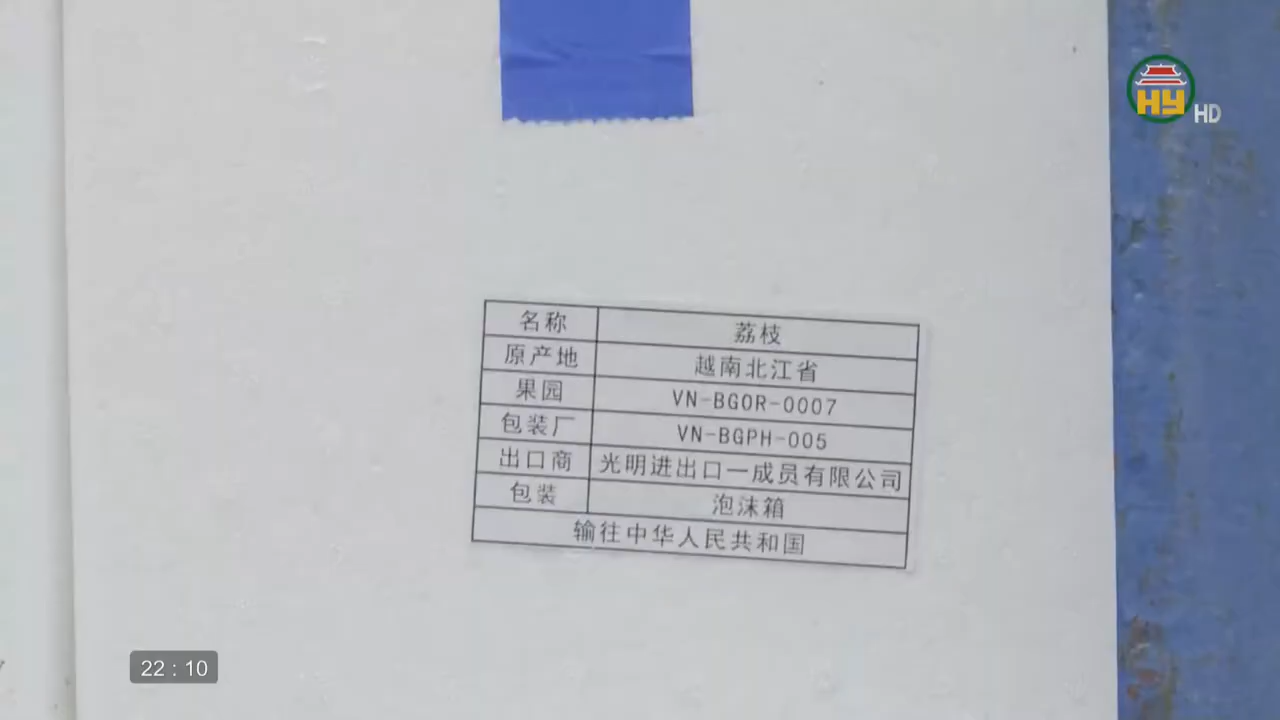 HY
HD
名称 荔枝
原产地 越南北江省
果园 VN-BGOR-0007
包装厂 VN-BGPH-005
出口商 光明进出口一成员有限公司
包装 泡沫箱
输往中华人民共和国
22 : 10